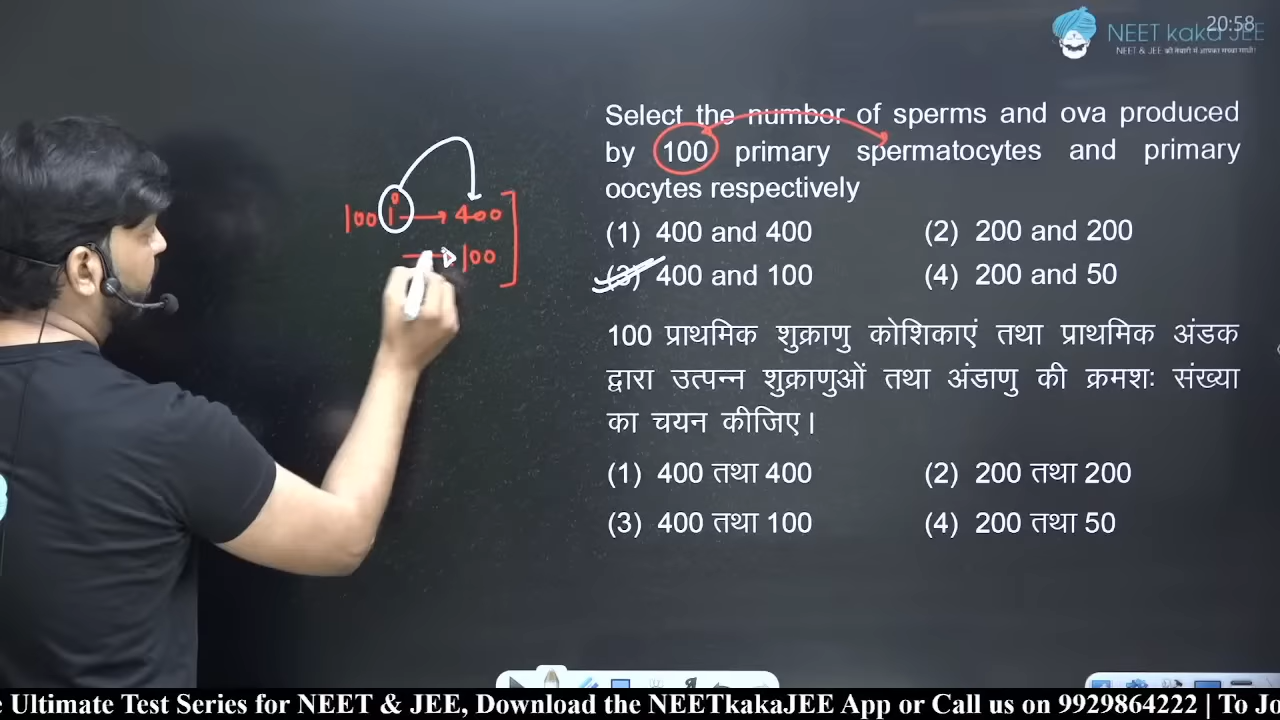 20:58
NEET kaka JEE
NEET & JEE की तैयारी में आपका सच्चा साथी!
Select the number of sperms and ova produced
by 100 primary spermatocytes and primary
oocytes respectively
(1) 400 and 400 (2) 200 and 200
(3) 400 and 100 (4) 200 and 50
100 1° → 400
→ 100
100 प्राथमिक शुक्राणु कोशिकाएं तथा प्राथमिक अंडक
द्वारा उत्पन्न शुक्राणुओं तथा अंडाणु की क्रमशः संख्या
का चयन कीजिए।
(1) 400 तथा 400 (2) 200 तथा 200
(3) 400 तथा 100 (4) 200 तथा 50
Ultimate Test Series for NEET & JEE, Download the NEETkakaJEE App or Call us on 9929864222 | To Jo